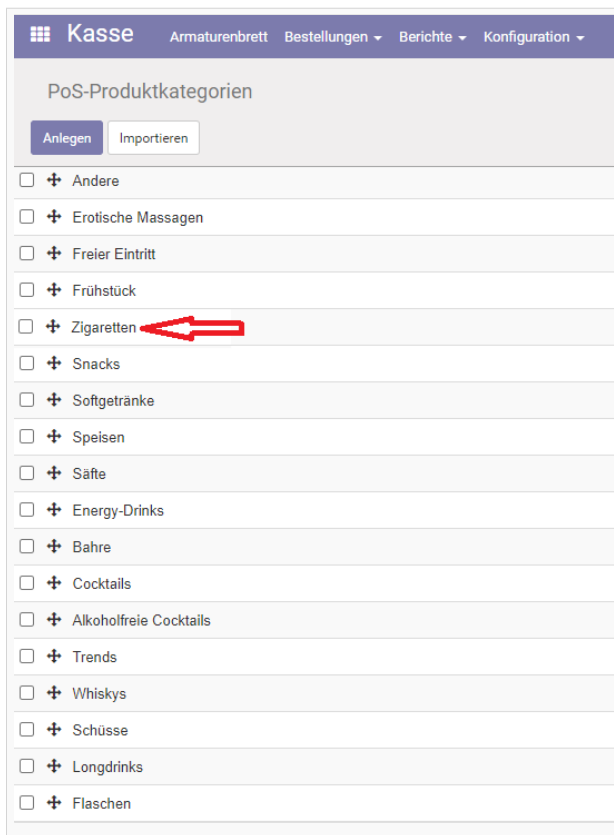 Kasse Armaturenbrett Bestellungen Berichte Konfiguration
PoS-Produktkategorien
Anlegen Importieren
Andere
Erotische Massagen
Freier Eintritt
Frühstück
Zigaretten
Snacks
Softgetränke
Speisen
Säfte
Energy-Drinks
Bahre
Cocktails
Alkoholfreie Cocktails
Trends
Whiskys
Schüsse
Longdrinks
Flaschen